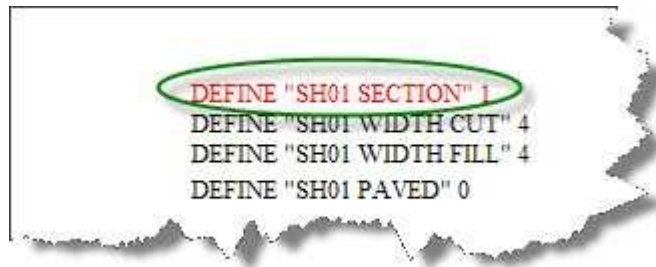 DEFINE "SH01 SECTION" 1
DEFINE "SH01 WIDTH CUT" 4
DEFINE "SH01 WIDTH FILL" 4
DEFINE "SH01 PAVED" 0